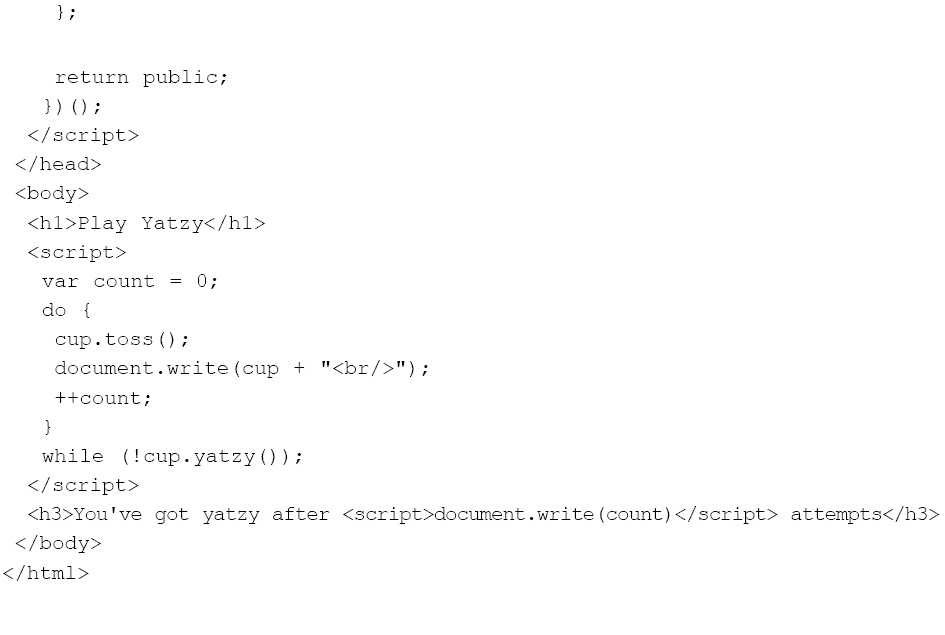 };
return public;
})();
</script>
</head>
<body>
<h1>Play Yatzy</h1>
<script>
var count = 0;
do {
cup.toss();
document.write(cup + "<br/>");
++count;
}
while (!cup.yatzy());
</script>
<h3>You've got yatzy after <script>document.write(count)</script> attempts</h3>
</body>
</html>